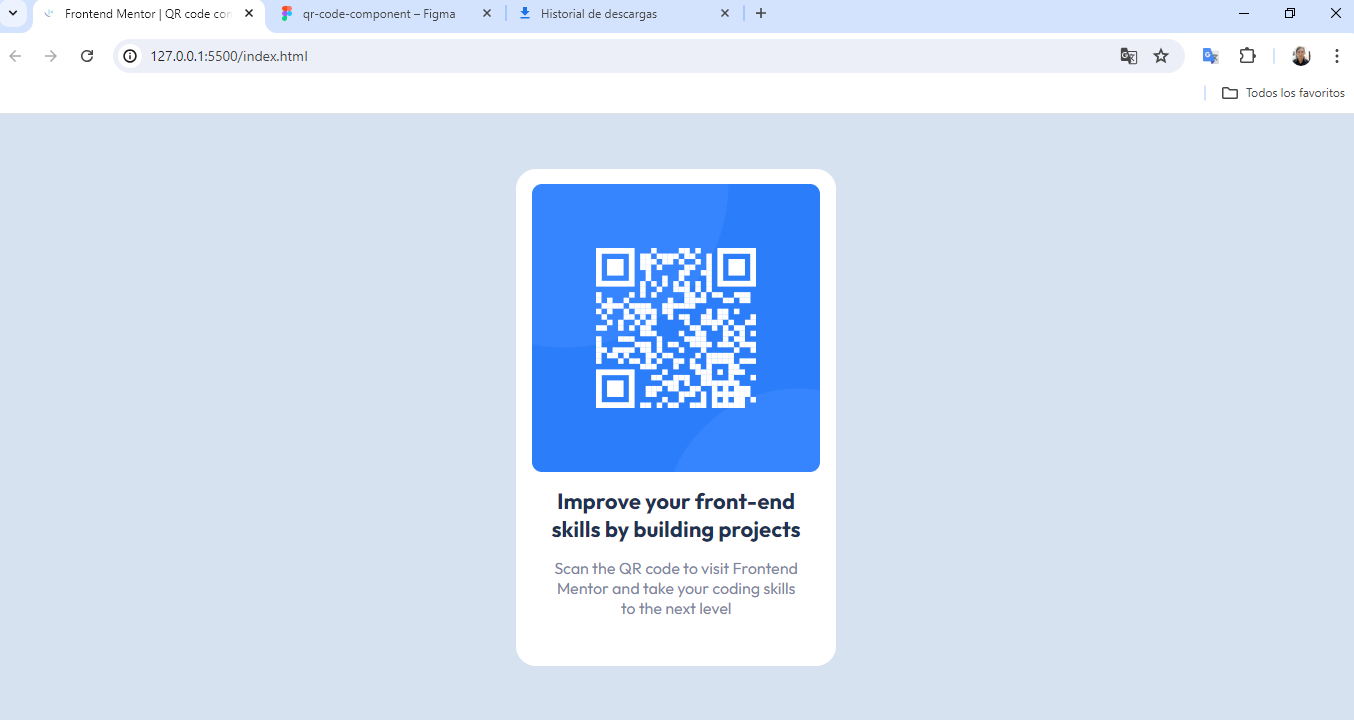 Frontend Mentor | QR code con
qr-code-component – Figma
Historial de descargas
127.0.0.1:5500/index.html
Todos los favoritos
Improve your front-end
skills by building projects
Scan the QR code to visit Frontend
Mentor and take your coding skills
to the next level